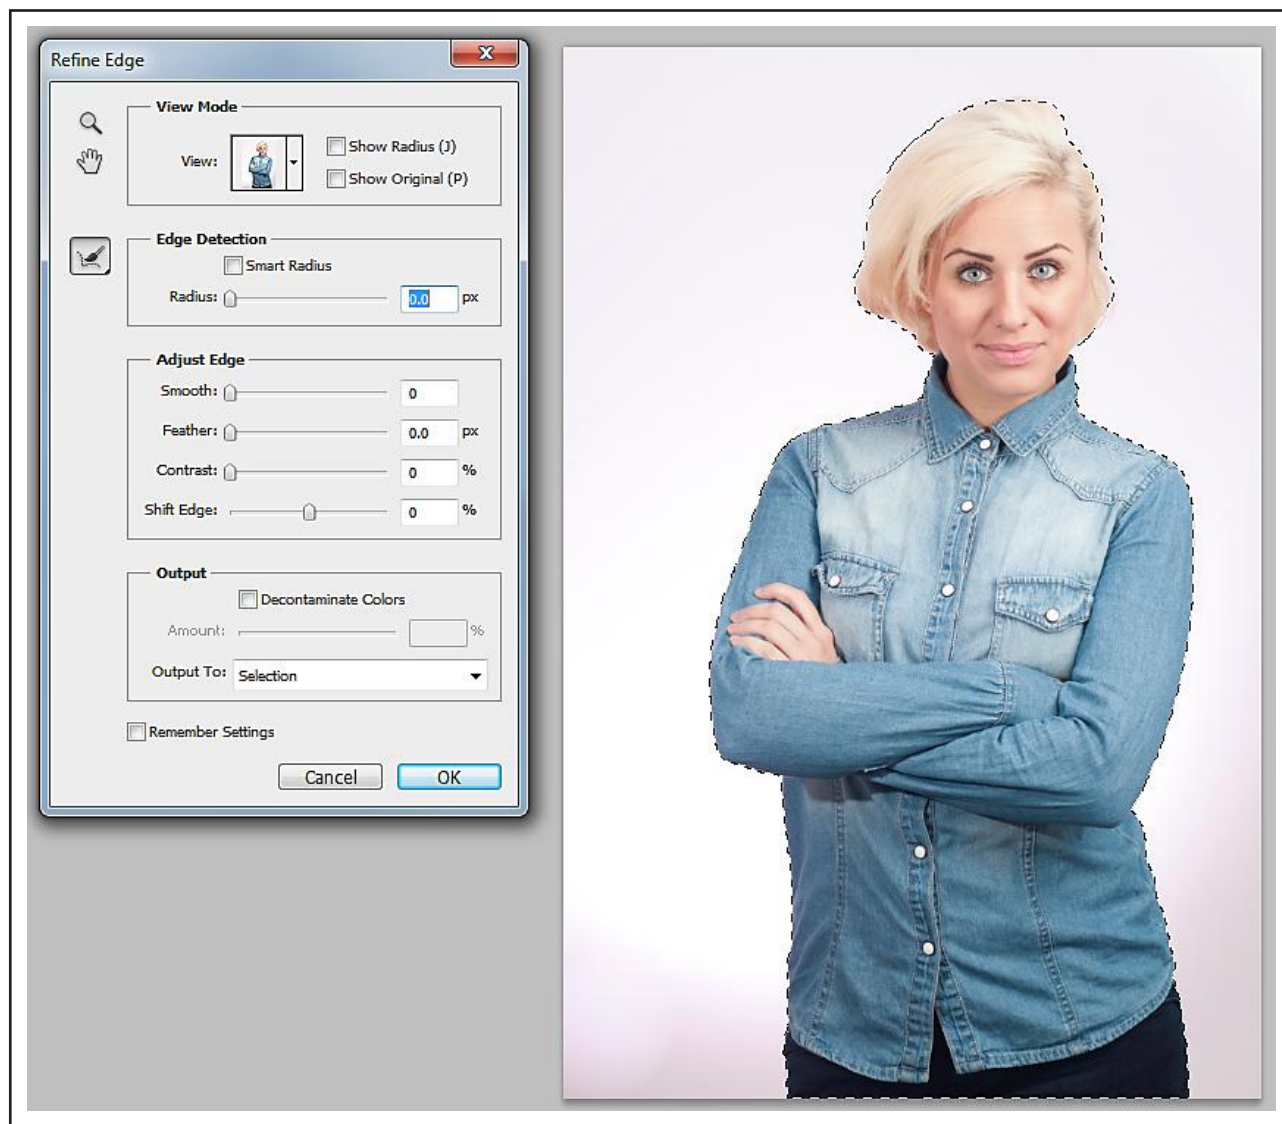 Refine Edge
View Mode
View:
Show Radius (J)
Show Original (P)
Edge Detection
Smart Radius
Radius: 0.0 px
Adjust Edge
Smooth: 0
Feather: 0.0 px
Contrast: 0 %
Shift Edge: 0 %
Output
Decontaminate Colors
Amount: %
Output To: Selection
Remember Settings
Cancel OK